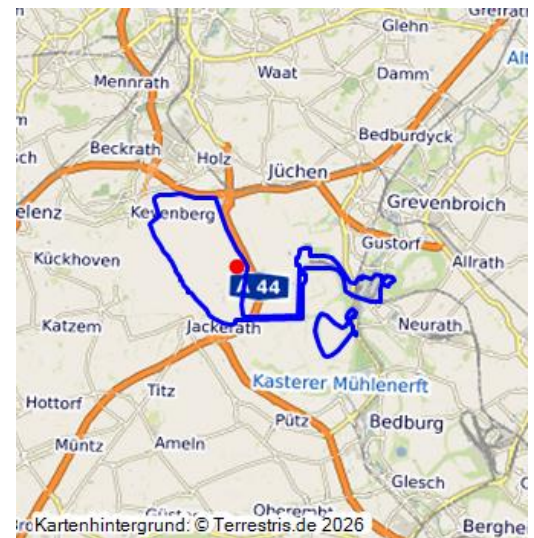 Glehn
Waat
Damm
Mennrath
Bedburdyck
Beckrath
Holz
Jüchen
Keyenberg
Grevenbroich
Gustorf
Kückhoven
Allrath
A 44
Katzem
Jackerath
Neurath
Kasterer Mühlenerft
Titz
Hottorf
Pütz
Bedburg
Müntz
Ameln
Glesch
Kartenhintergrund: © Terrestris.de 2026